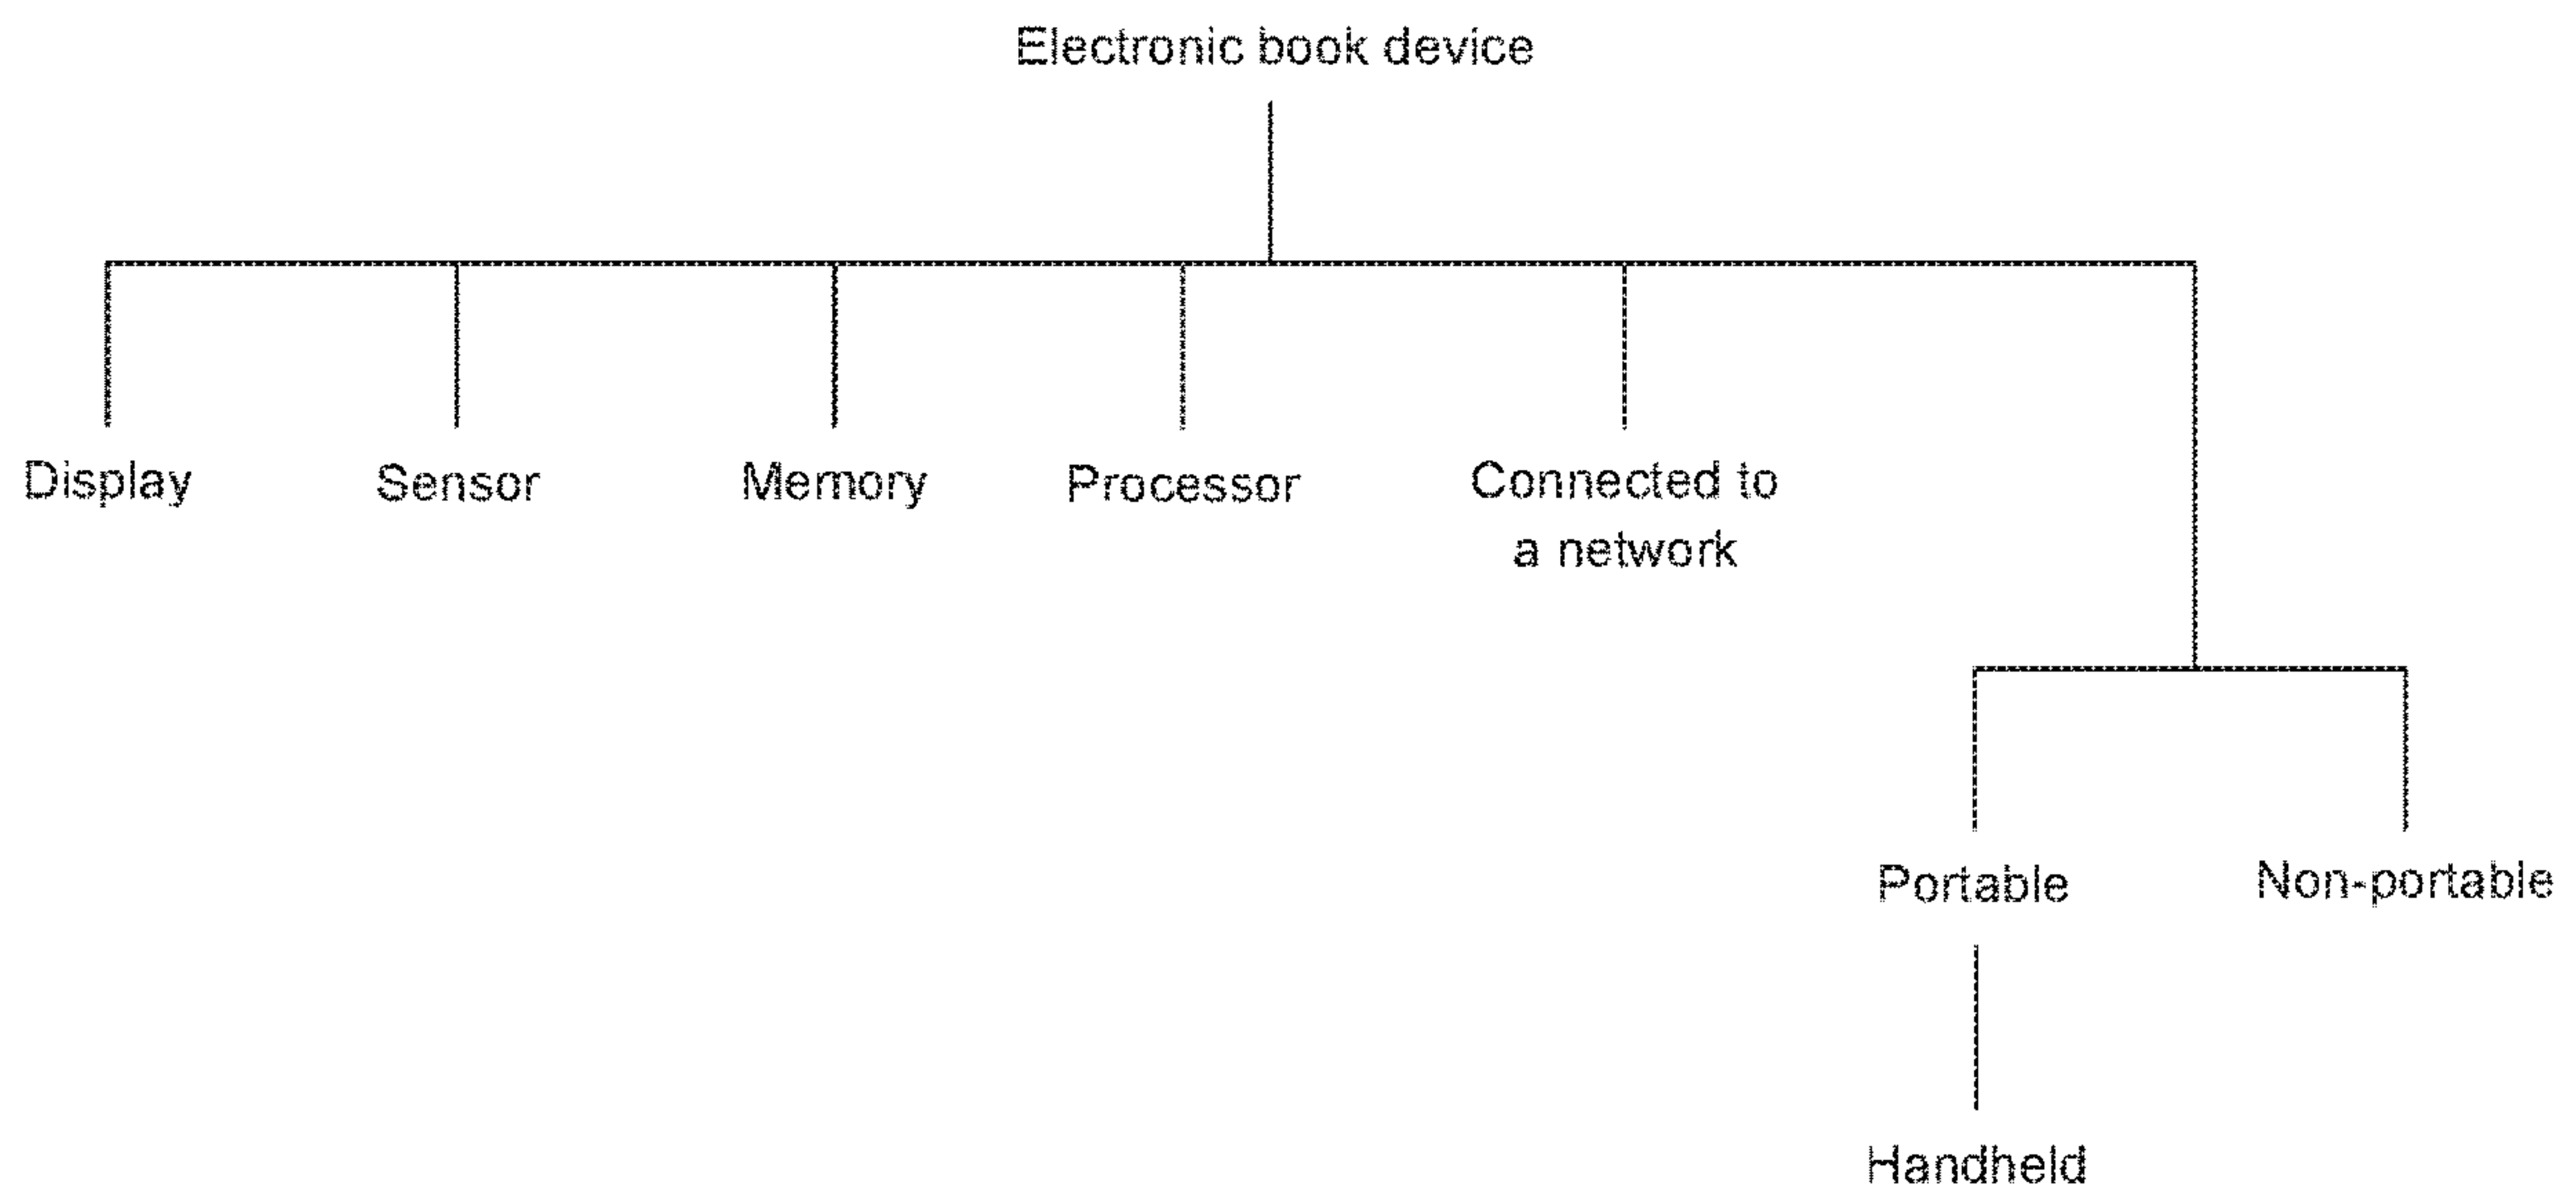 Electronic book device
Display
Sensor
Memory
Processor
Connected to
a network
Portable
Non-portable
Handheld